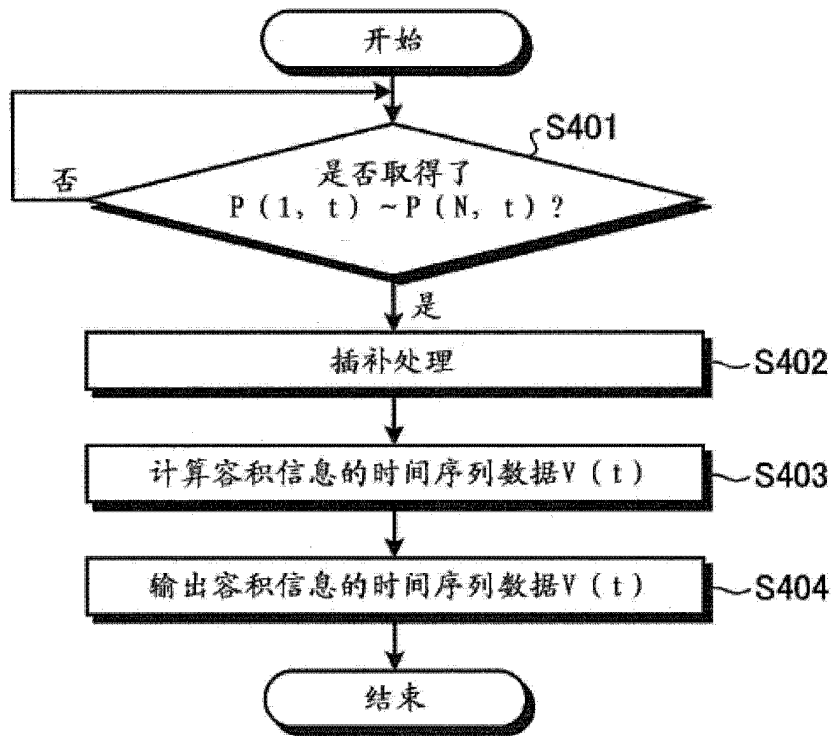 开始
S401
是否取得了
P(1, t)~P(N, t)?
否
是
插补处理
S402
计算容积信息的时间序列数据V(t)
S403
输出容积信息的时间序列数据V(t)
S404
结束